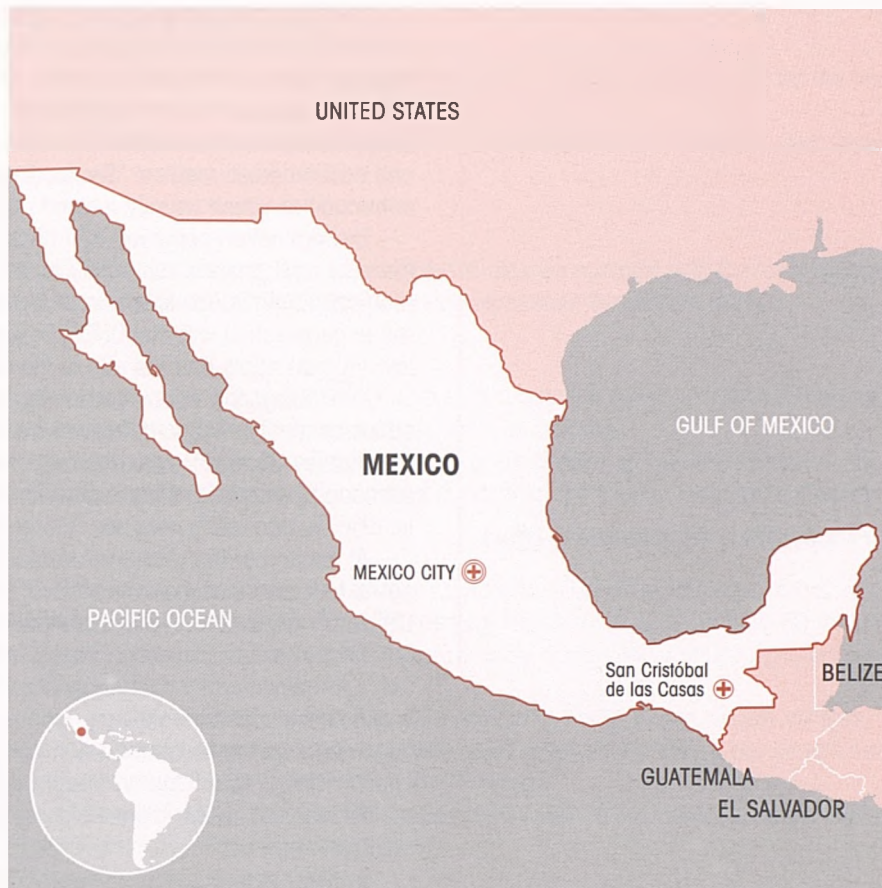 UNITED STATES
GULF OF MEXICO
MEXICO
MEXICO CITY
PACIFIC OCEAN
San Cristóbal
de las Casas
BELIZE
GUATEMALA
EL SALVADOR